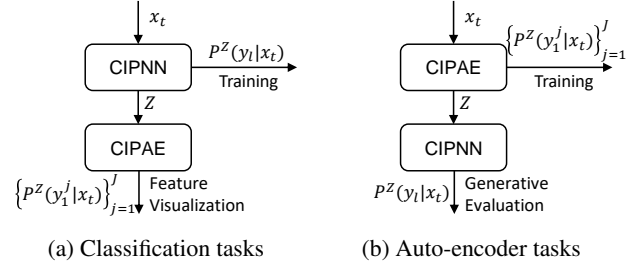 x_t
CIPNN
P^Z(y_l|x_t)
Training
Z
CIPAE
{P^Z(y_1^j|x_t)}_{j=1}^J
Feature
Visualization
(a) Classification tasks
x_t
CIPAE
{P^Z(y_1^j|x_t)}_{j=1}^J
Training
Z
CIPNN
P^Z(y_l|x_t)
Generative
Evaluation
(b) Auto-encoder tasks